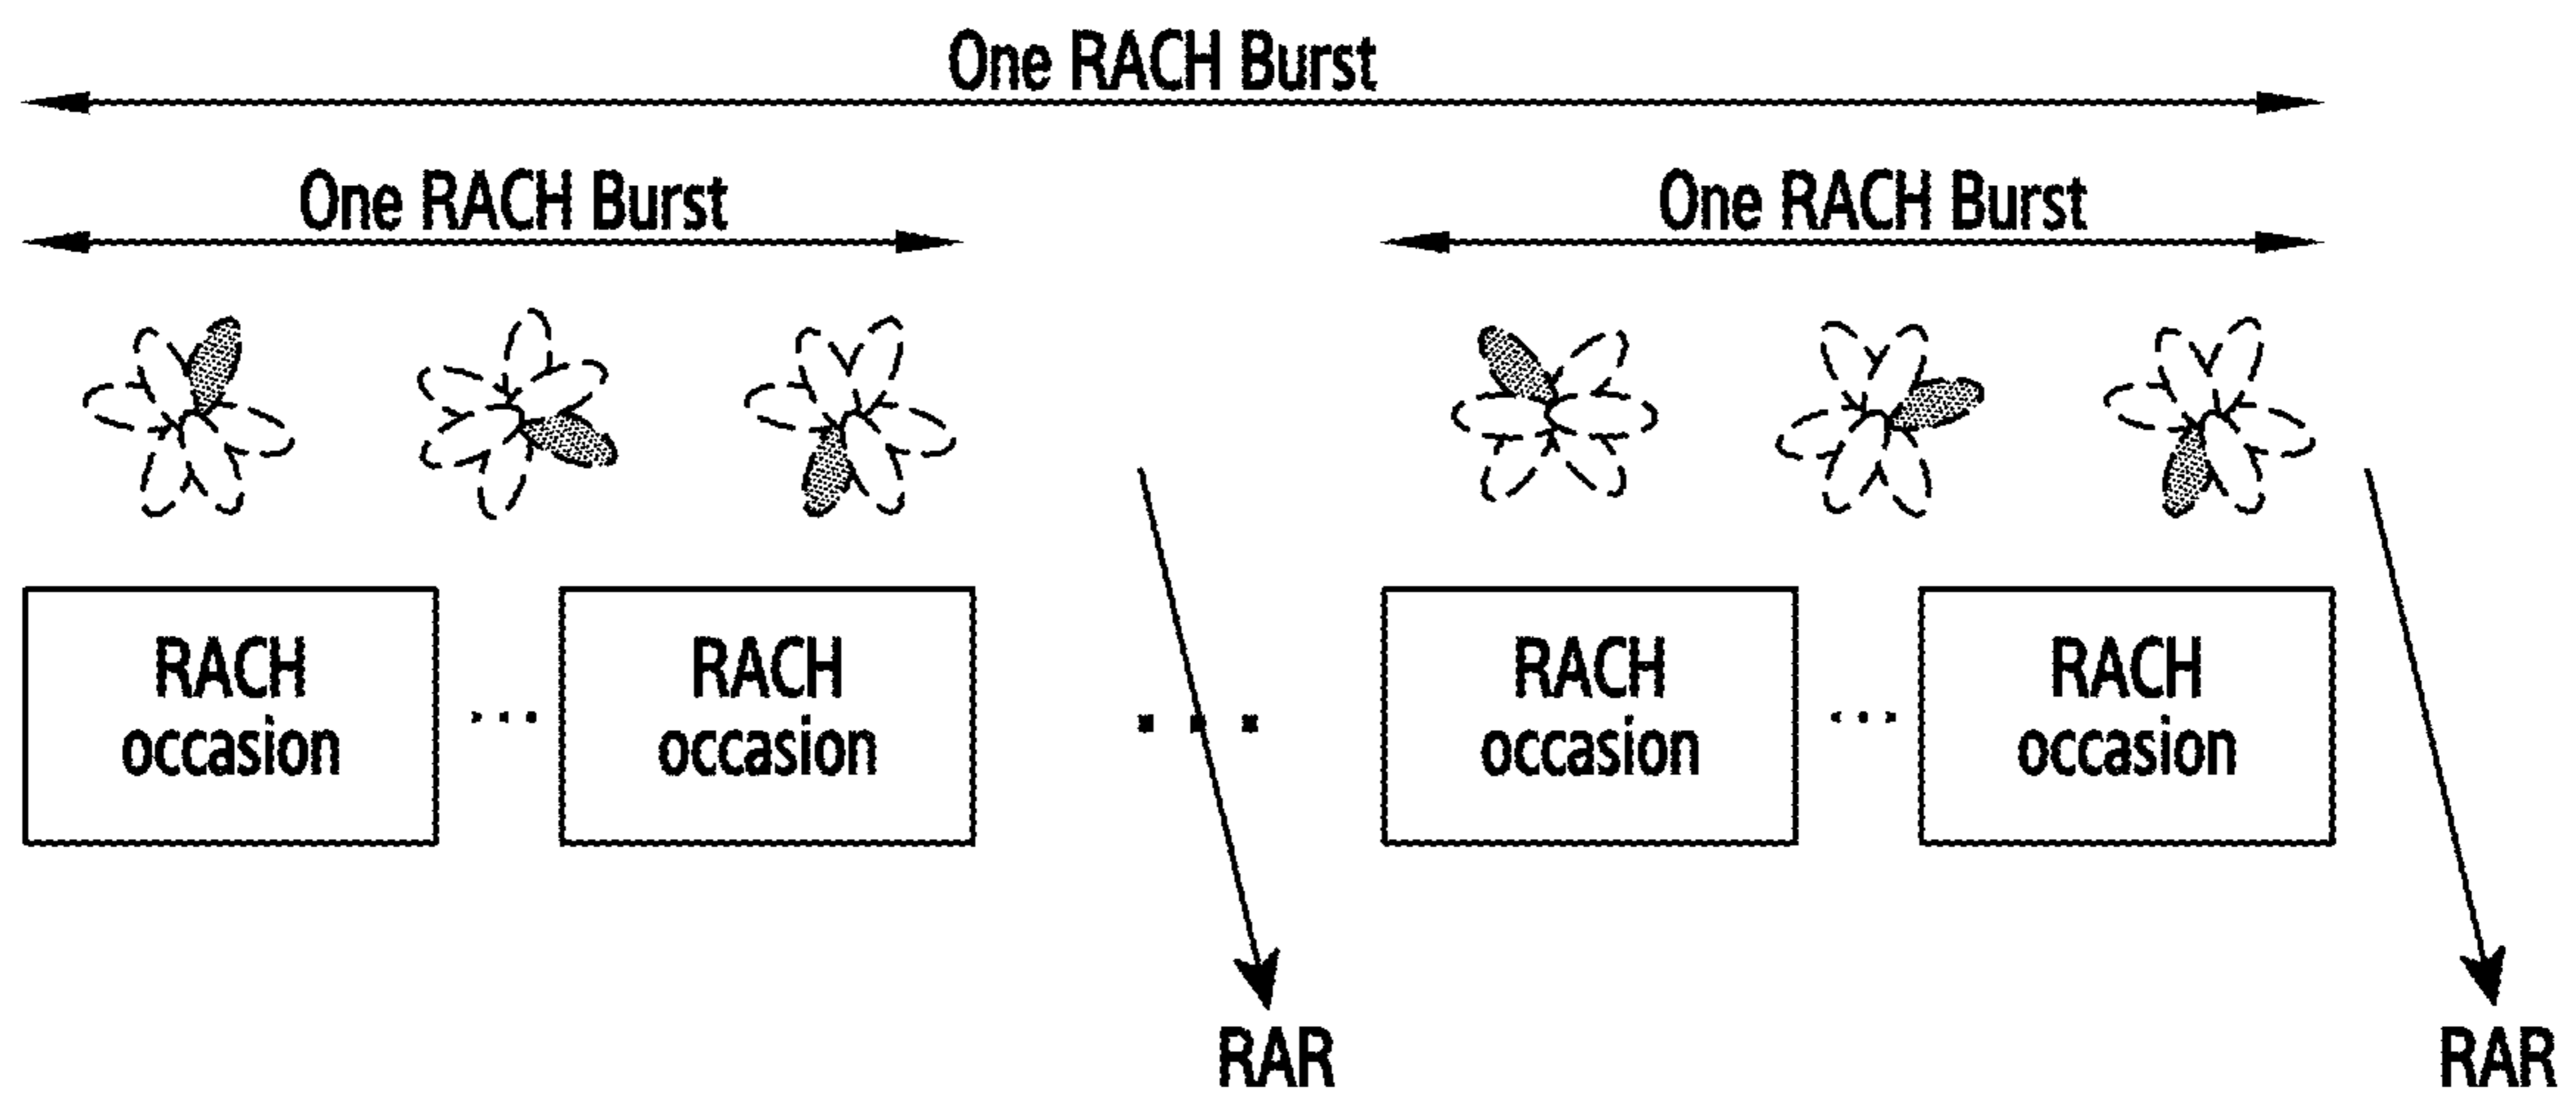 One RACH Burst
One RACH Burst
One RACH Burst
RACH
occasion
...
RACH
occasion
. . .
RACH
occasion
...
RACH
occasion
RAR
RAR